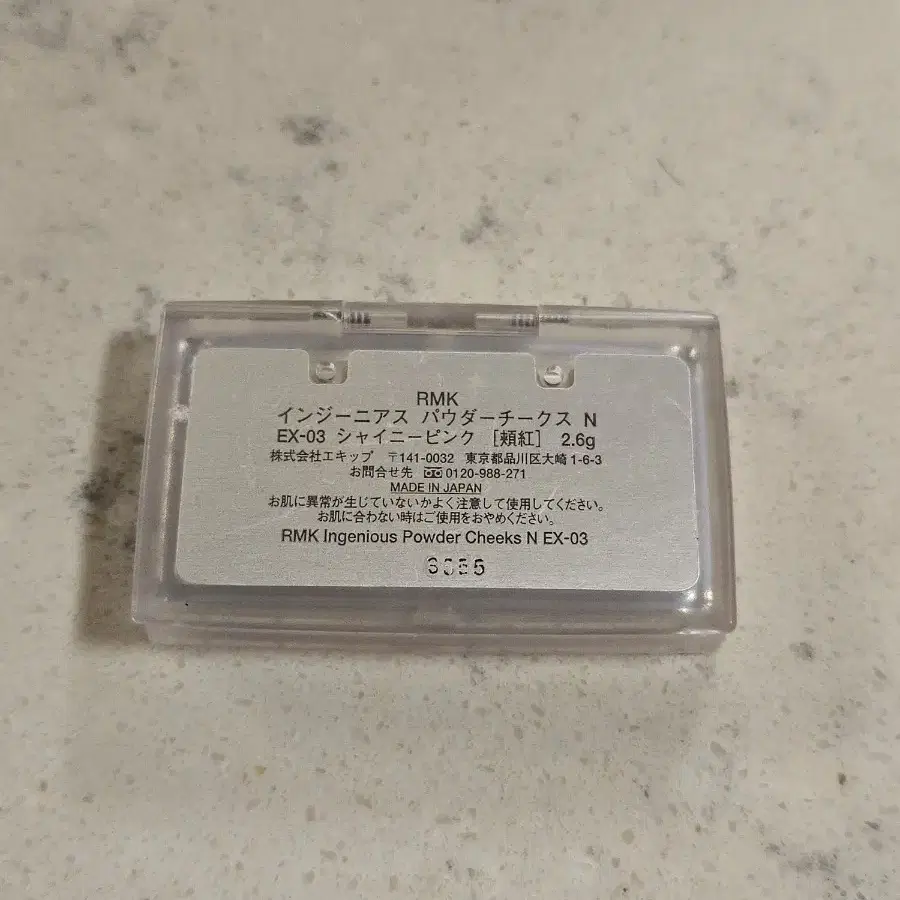 RMK
インジーニアス パウダーチークス N
EX-03 シャイニーピンク [頬紅] 2.6g
株式会社エキップ 〒141-0032 東京都品川区大崎1-6-3
お問合せ先 0120-988-271
MADE IN JAPAN
お肌に異常が生じていないかよく注意して使用してください。
お肌に合わない時はご使用をおやめください。
RMK Ingenious Powder Cheeks N EX-03